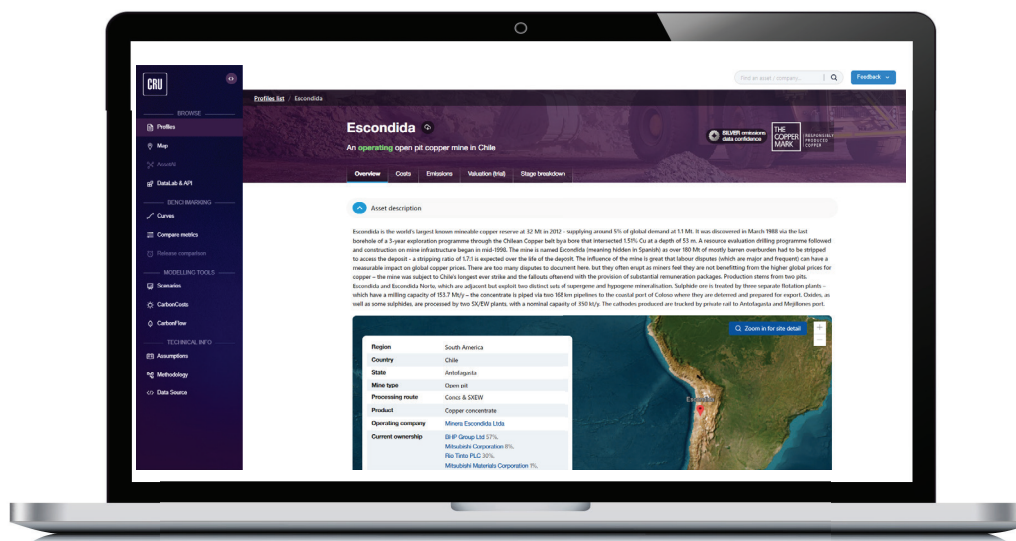 CRU
Find an asset / company...
Feedback
Profiles list / Escondida
BROWSE
Profiles
Map
AssetAI
DataLab & API
BENCHMARKING
Curves
Compare metrics
Release comparison
MODELLING TOOLS
Scenarios
CarbonCosts
CarbonFlow
TECHNICAL INFO
Assumptions
Methodology
Data Source
Escondida
An operating open pit copper mine in Chile
SILVER emissions
data confidence
THE
COPPER
MARK
RESPONSIBLY
PRODUCED
COPPER
Overview Costs Emissions Valuation (trial) Stage breakdown
Asset description
Escondida is the world's largest known mineable copper reserve at 32 Mt in 2012 - supplying around 5% of global demand at 1.1 Mt. It was discovered in March 1988 via the last
borehole of a 3-year exploration programme through the Chilean Copper belt by a bore that intersected 1.51% Cu at a depth of 53 m. A resource evaluation drilling programme followed
and construction on mine infrastructure began in mid-1998. The mine is named Escondida (meaning hidden in Spanish) as over 180 Mt of mostly barren overburden had to be stripped
to access the deposit - a stripping ratio of 1.7:1 is expected over the life of the deposit. The influence of the mine is great that labour disputes (which are major and frequent) can have a
measurable impact on global copper prices. There are too many disputes to document here, but they often erupt as miners feel they are not benefitting from the higher global prices for
copper – the mine was subject to Chile's longest ever strike and the fallouts oftenend with the provision of substantial remuneration packages. Production stems from two pits.
Escondida and Escondida Norte, which are adjacent but exploit two distinct sets of supergene and hypogene mineralisation. Sulphide ore is treated by three separate flotation plants –
which have a milling capacity of 153.7 Mt/y – the concentrate is piped via two 168 km pipelines to the coastal port of Coloso where they are deterred and prepared for export. Oxides, as
well as some sulphides, are processed by two SX/EW plants, with a nominal capacity of 350 kt/y. The cathodes produced are trucked by private rail to Antofagasta and Mejillones port.
Zoom in for site detail
Region South America
Country Chile
State Antofagasta
Mine type Open pit
Processing route Concs & SXEW
Product Copper concentrate
Operating company Minera Escondida Ltda
Current ownership BHP Group Ltd 57%.
Mitsubishi Corporation 8%.
Rio Tinto PLC 30%.
Mitsubishi Materials Corporation 1%.